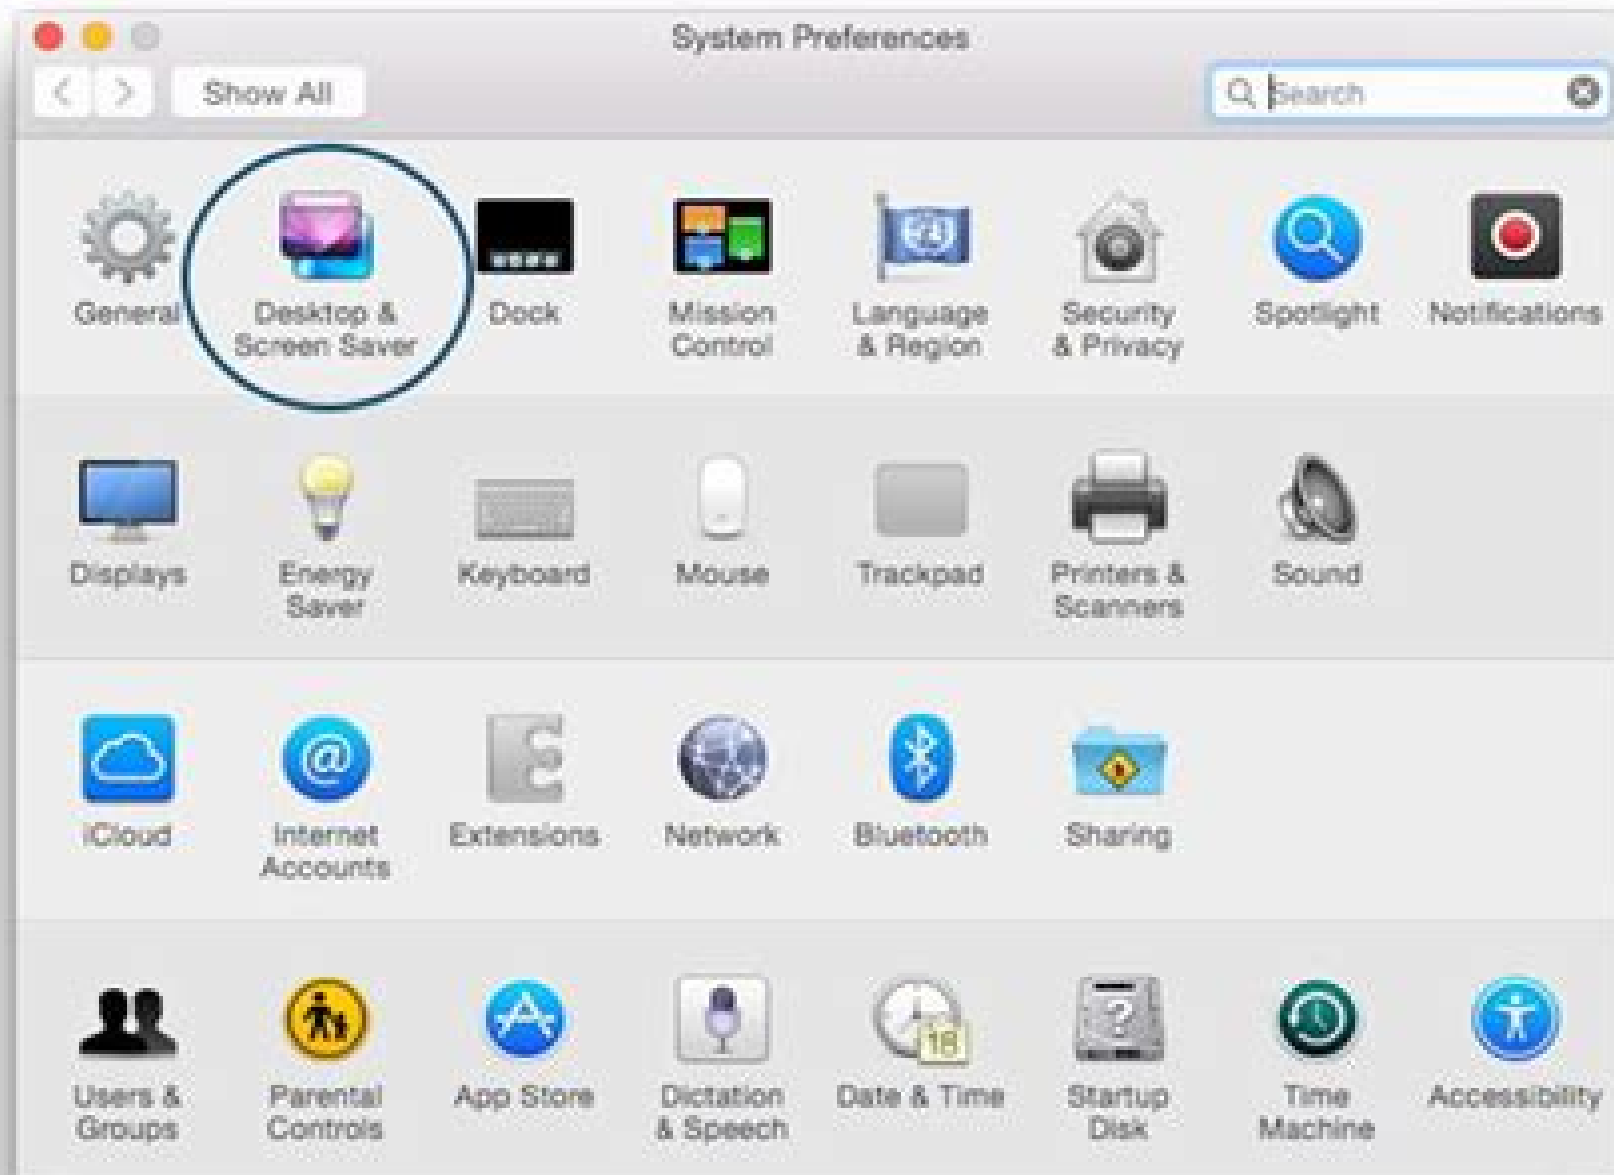 System Preferences
Show All
Search
General
Desktop &
Screen Saver
Dock
Mission
Control
Language
& Region
Security
& Privacy
Spotlight
Notifications
Displays
Energy
Saver
Keyboard
Mouse
Trackpad
Printers &
Scanners
Sound
iCloud
Internet
Accounts
Extensions
Network
Bluetooth
Sharing
Users &
Groups
Parental
Controls
App Store
Dictation
& Speech
18
Date & Time
Startup
Disk
Time
Machine
Accessibility